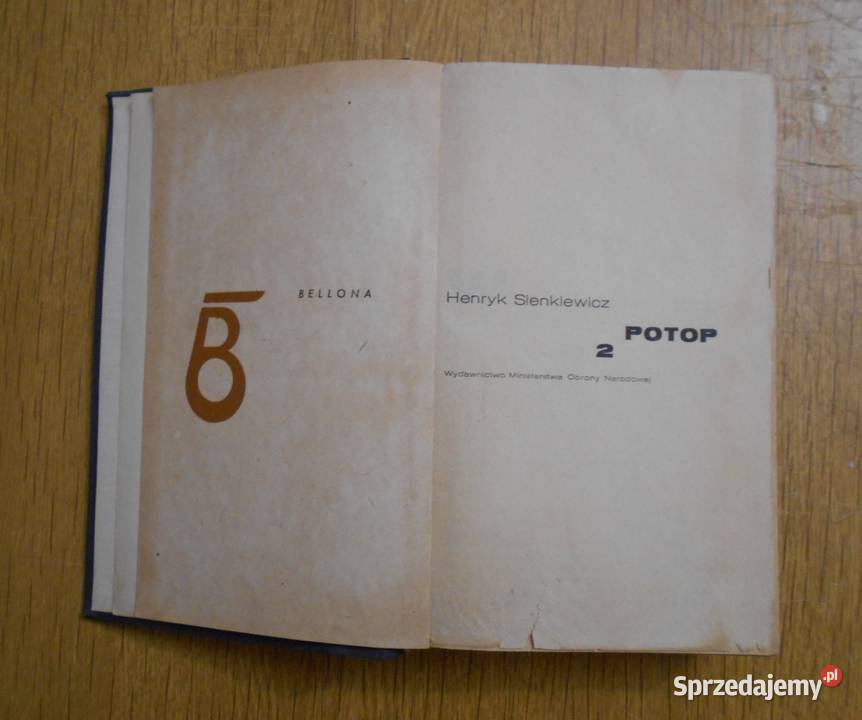 B
BELLONA
Henryk Sienkiewicz
POTOP
2
Wydawnictwo Ministerstwa Obrony Narodowej
Sprzedajemy.pl